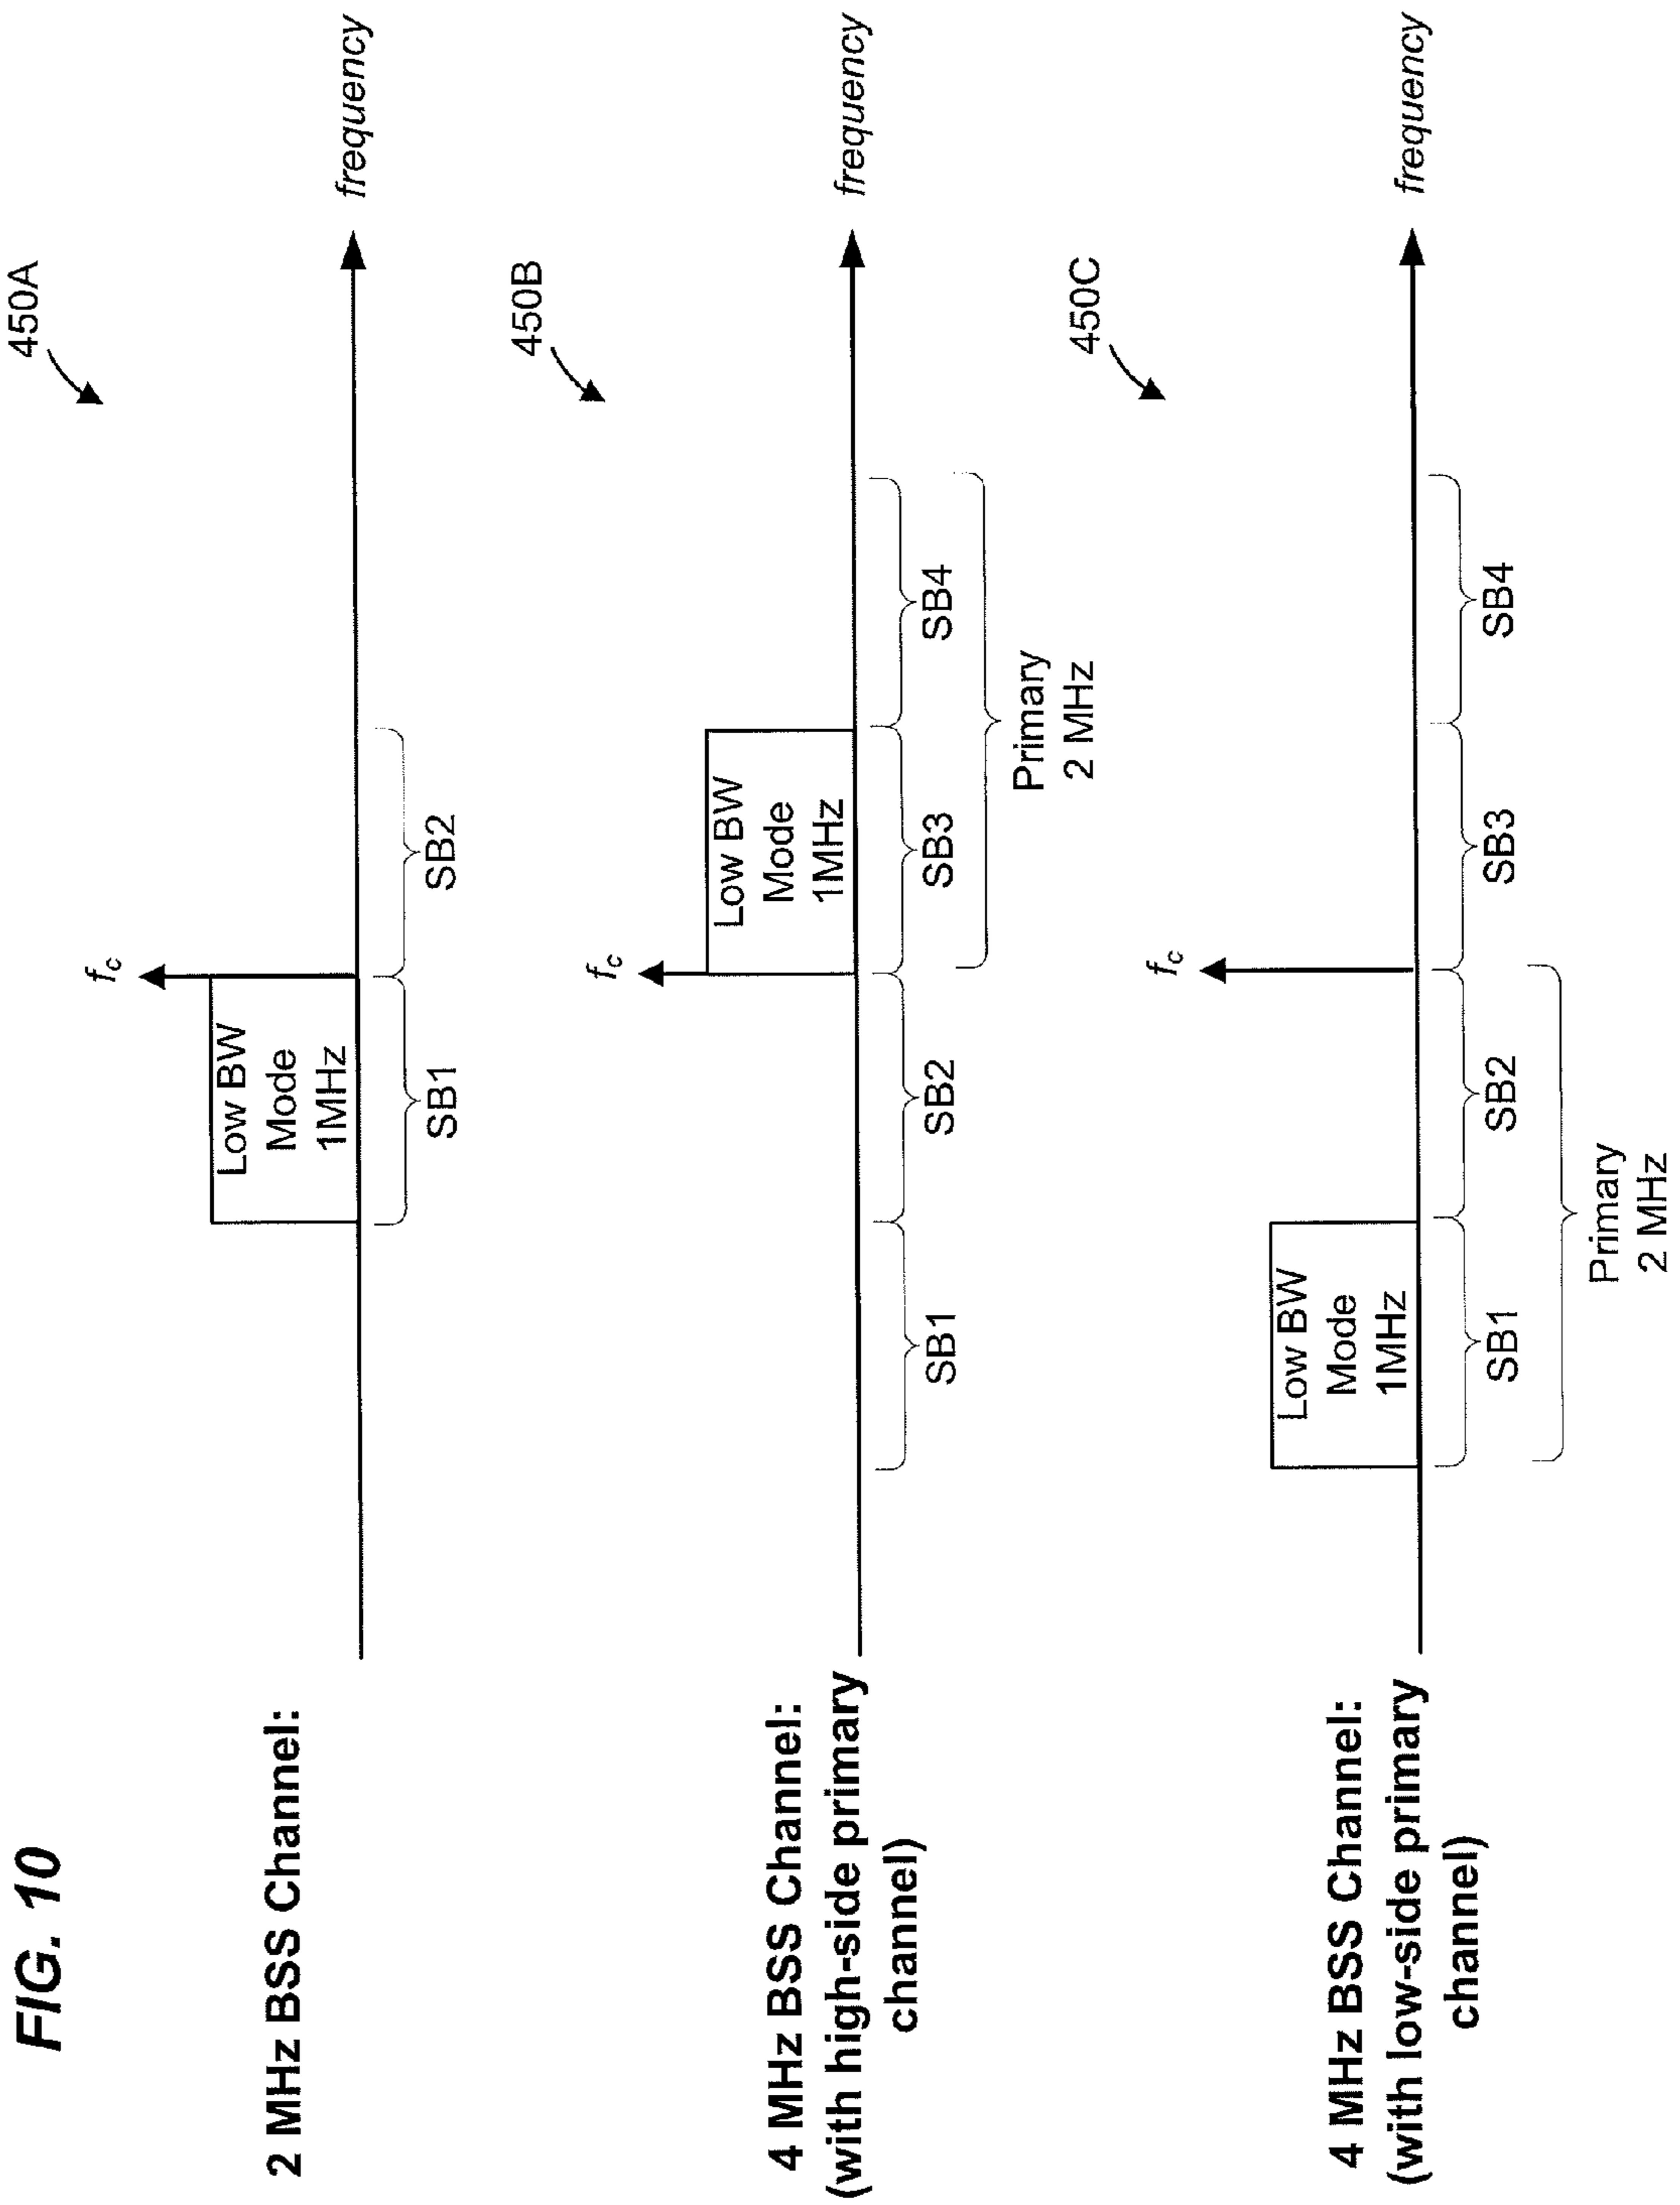 FIG. 10
2 MHz BSS Channel:
450A
fc
Low BW
Mode
1MHz
frequency
SB1
SB2
4 MHz BSS Channel:
(with high-side primary
channel)
450B
fc
Low BW
Mode
1MHz
frequency
SB1
SB2
SB3
SB4
Primary
2 MHz
4 MHz BSS Channel:
(with low-side primary
channel)
450C
fc
Low BW
Mode
1MHz
frequency
SB1
SB2
SB3
SB4
Primary
2 MHz